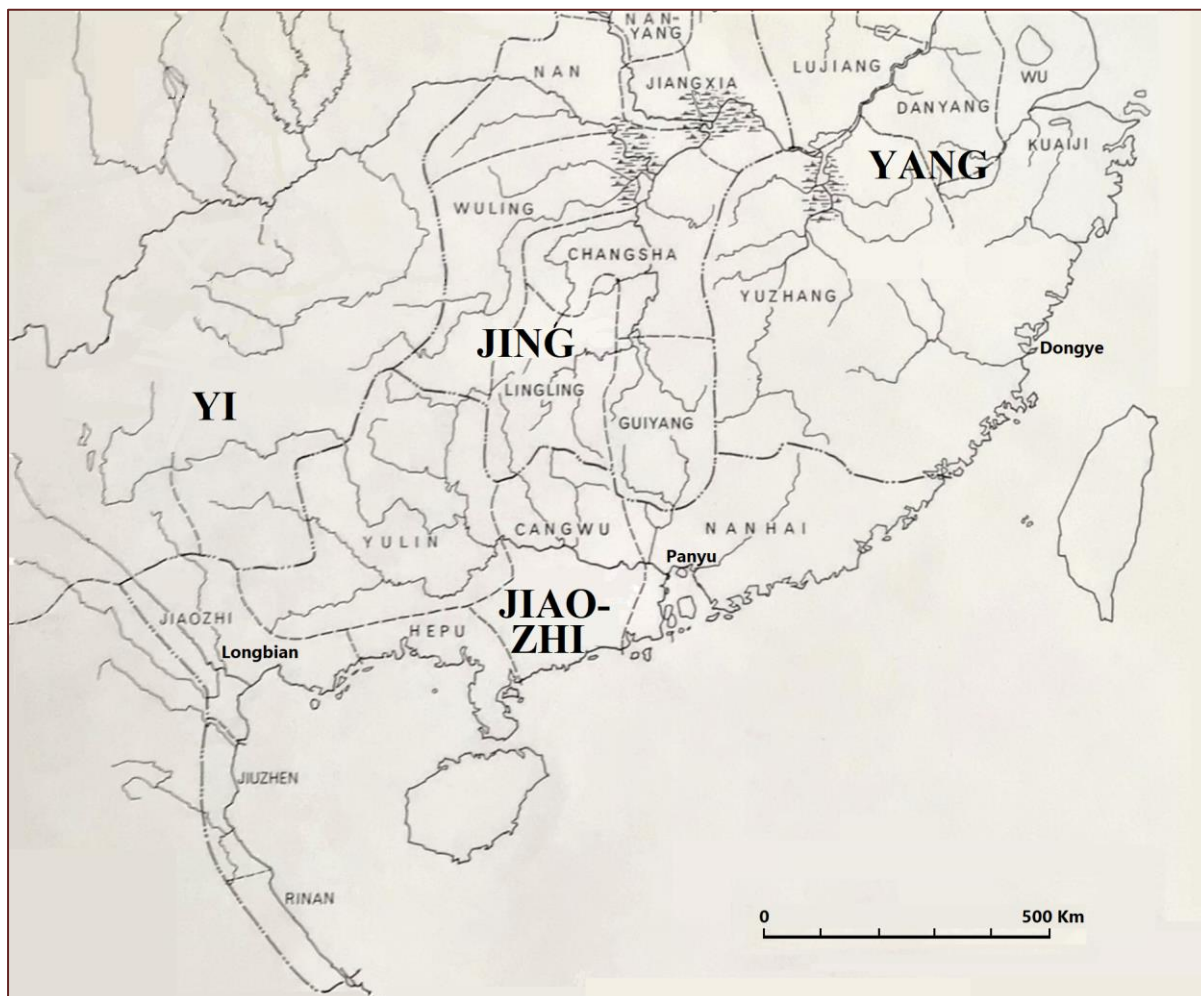 NAN-
YANG
NAN
JIANGXIA
LUJIANG
WU
DANYANG
KUAIJI
YANG
WULING
CHANGSHA
YUZHANG
JING
Dongye
LINGLING
YI
GUIYANG
CANGWU
NANHAI
YULIN
Panyu
JIAO-
ZHI
JIAOZHI
HEPU
Longbian
JIUZHEN
RINAN
0 500 Km